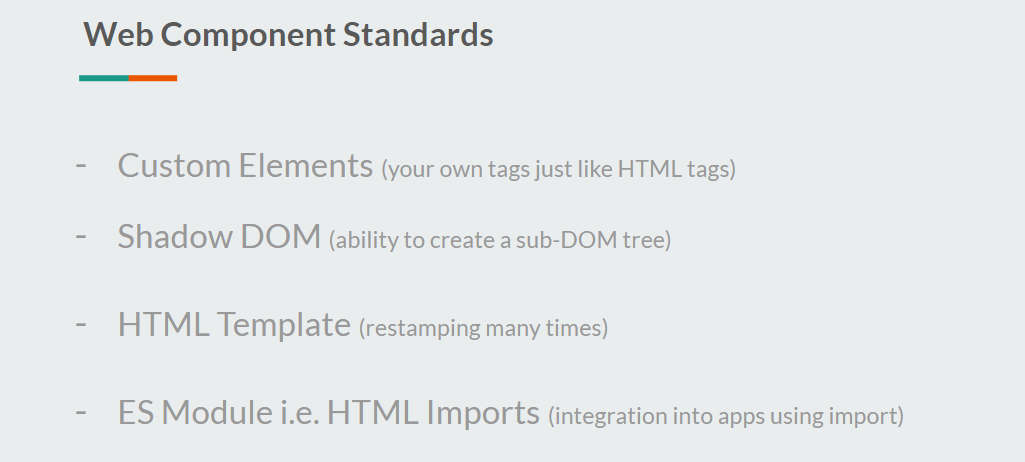 Web Component Standards
- Custom Elements (your own tags just like HTML tags)
- Shadow DOM (ability to create a sub-DOM tree)
- HTML Template (restamping many times)
- ES Module i.e. HTML Imports (integration into apps using import)